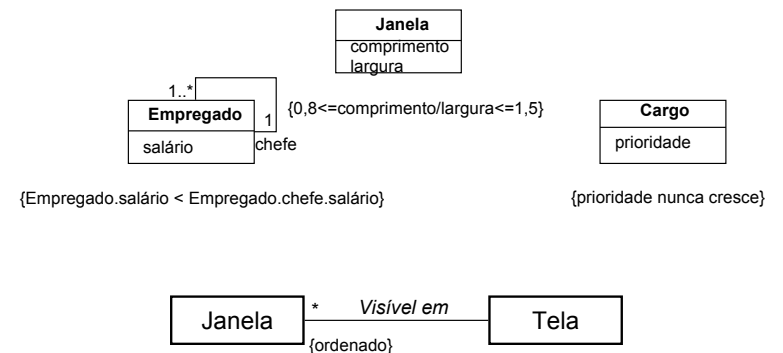 Janela
comprimento
largura
1..*
Empregado
1
{0,8<=comprimento/largura<=1,5}
Cargo
salário
chefe
prioridade
{Empregado.salário < Empregado.chefe.salário}
{prioridade nunca cresce}
Janela
*
Visível em
Tela
{ordenado}